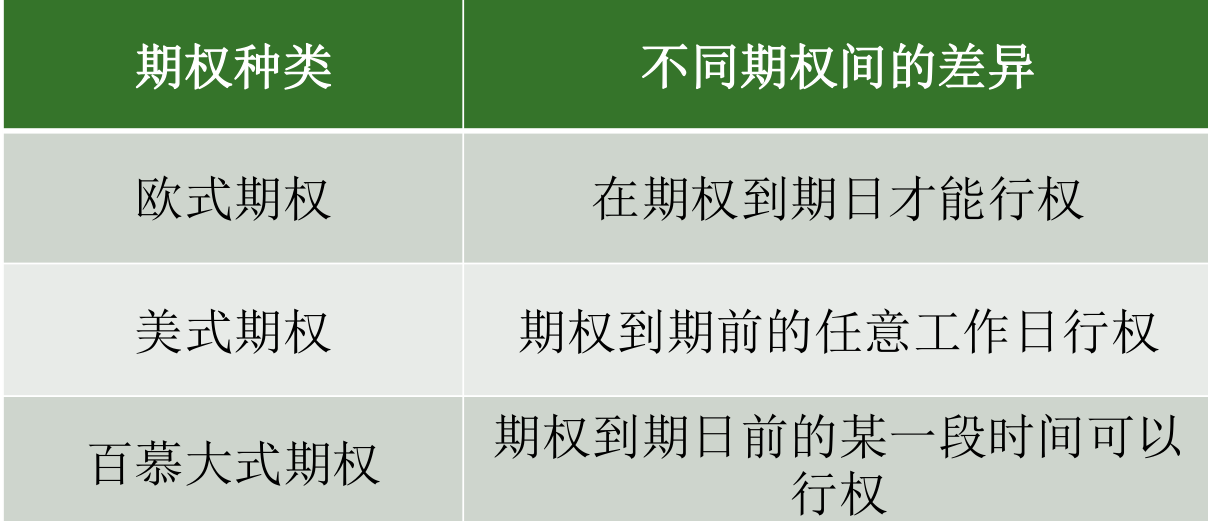 期权种类
不同期权间的差异
欧式期权
在期权到期日才能行权
美式期权
期权到期前的任意工作日行权
百慕大式期权
期权到期日前的某一段时间可以
行权